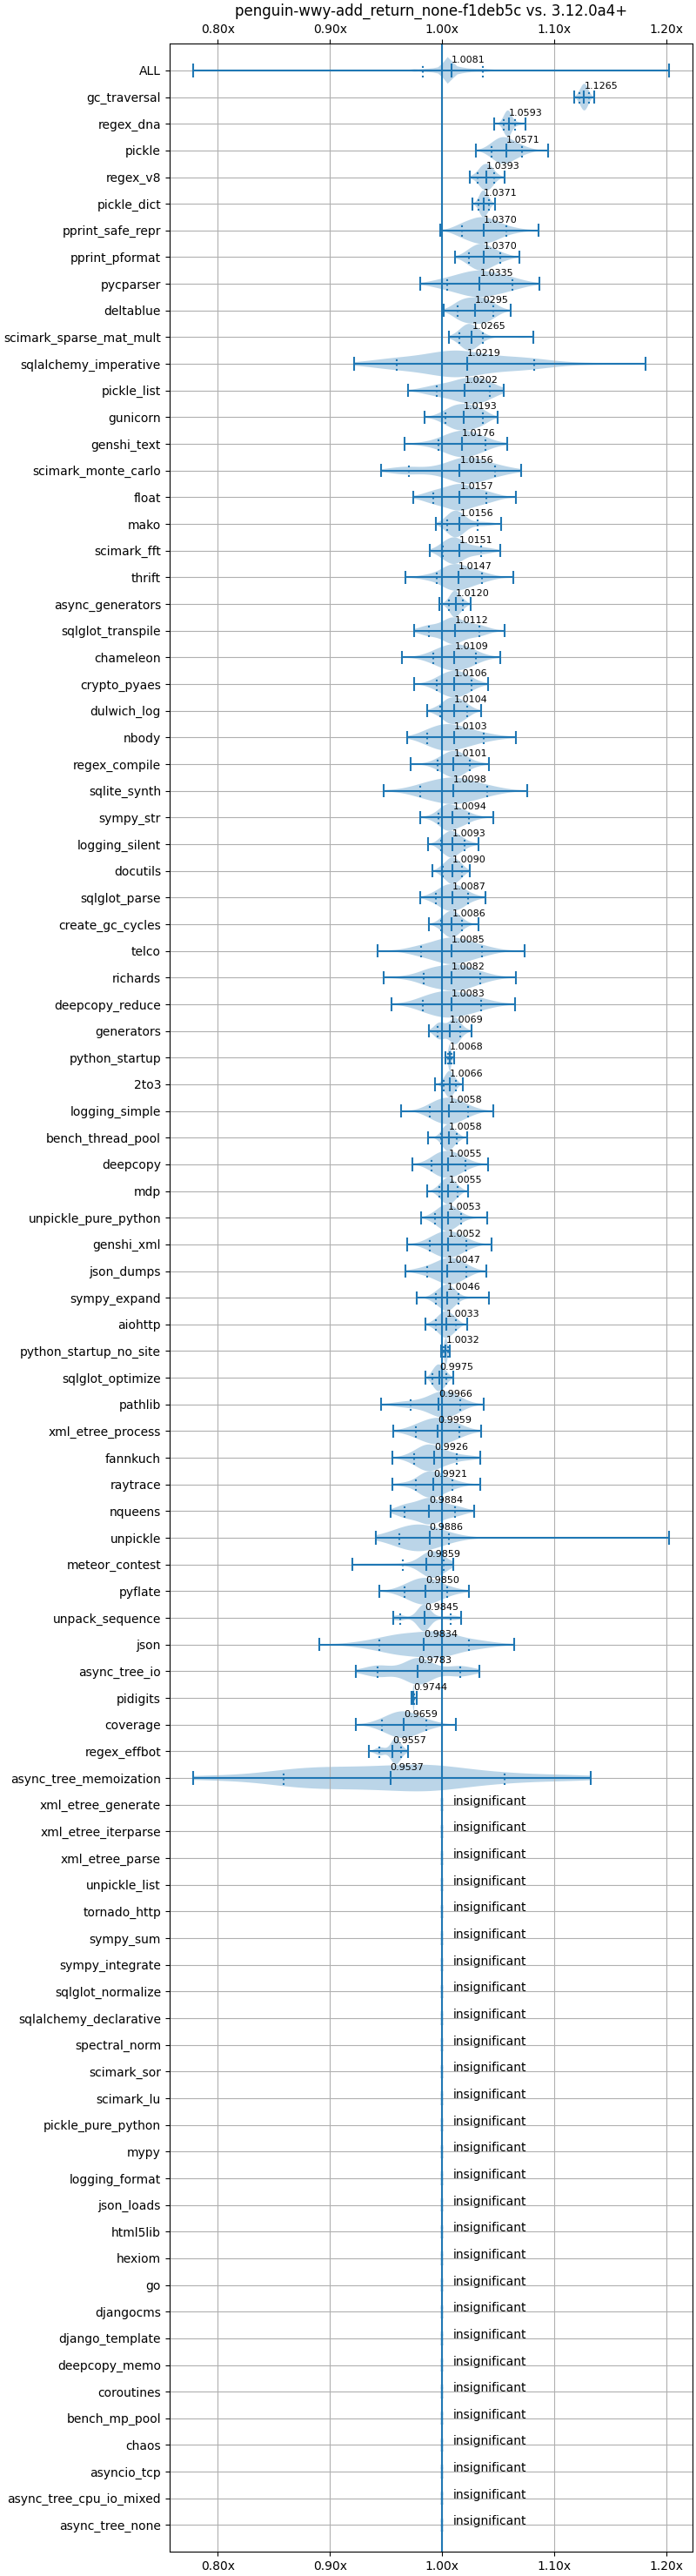 penguin-wwy-add_return_none-f1deb5c vs. 3.12.0a4+
0.80x 0.90x 1.00x 1.10x 1.20x
ALL 1.0081
gc_traversal 1.1265
regex_dna 1.0593
pickle 1.0571
regex_v8 1.0393
pickle_dict 1.0371
pprint_safe_repr 1.0370
pprint_pformat 1.0370
pycparser 1.0335
deltablue 1.0295
scimark_sparse_mat_mult 1.0265
sqlalchemy_imperative 1.0219
pickle_list 1.0202
gunicorn 1.0193
genshi_text 1.0176
scimark_monte_carlo 1.0156
float 1.0157
mako 1.0156
scimark_fft 1.0151
thrift 1.0147
async_generators 1.0120
sqlglot_transpile 1.0112
chameleon 1.0109
crypto_pyaes 1.0106
dulwich_log 1.0104
nbody 1.0103
regex_compile 1.0101
sqlite_synth 1.0098
sympy_str 1.0094
logging_silent 1.0093
docutils 1.0090
sqlglot_parse 1.0087
create_gc_cycles 1.0086
telco 1.0085
richards 1.0082
deepcopy_reduce 1.0083
generators 1.0069
python_startup 1.0068
2to3 1.0066
logging_simple 1.0058
bench_thread_pool 1.0058
deepcopy 1.0055
mdp 1.0055
unpickle_pure_python 1.0053
genshi_xml 1.0052
json_dumps 1.0047
sympy_expand 1.0046
aiohttp 1.0033
python_startup_no_site 1.0032
sqlglot_optimize 0.9975
pathlib 0.9966
xml_etree_process 0.9959
fannkuch 0.9926
raytrace 0.9921
nqueens 0.9884
unpickle 0.9886
meteor_contest 0.9859
pyflate 0.9850
unpack_sequence 0.9845
json 0.9834
async_tree_io 0.9783
pidigits 0.9744
coverage 0.9659
regex_effbot 0.9557
async_tree_memoization 0.9537
xml_etree_generate insignificant
xml_etree_iterparse insignificant
xml_etree_parse insignificant
unpickle_list insignificant
tornado_http insignificant
sympy_sum insignificant
sympy_integrate insignificant
sqlglot_normalize insignificant
sqlalchemy_declarative insignificant
spectral_norm insignificant
scimark_sor insignificant
scimark_lu insignificant
pickle_pure_python insignificant
mypy insignificant
logging_format insignificant
json_loads insignificant
html5lib insignificant
hexiom insignificant
go insignificant
djangocms insignificant
django_template insignificant
deepcopy_memo insignificant
coroutines insignificant
bench_mp_pool insignificant
chaos insignificant
asyncio_tcp insignificant
async_tree_cpu_io_mixed insignificant
async_tree_none insignificant
0.80x 0.90x 1.00x 1.10x 1.20x